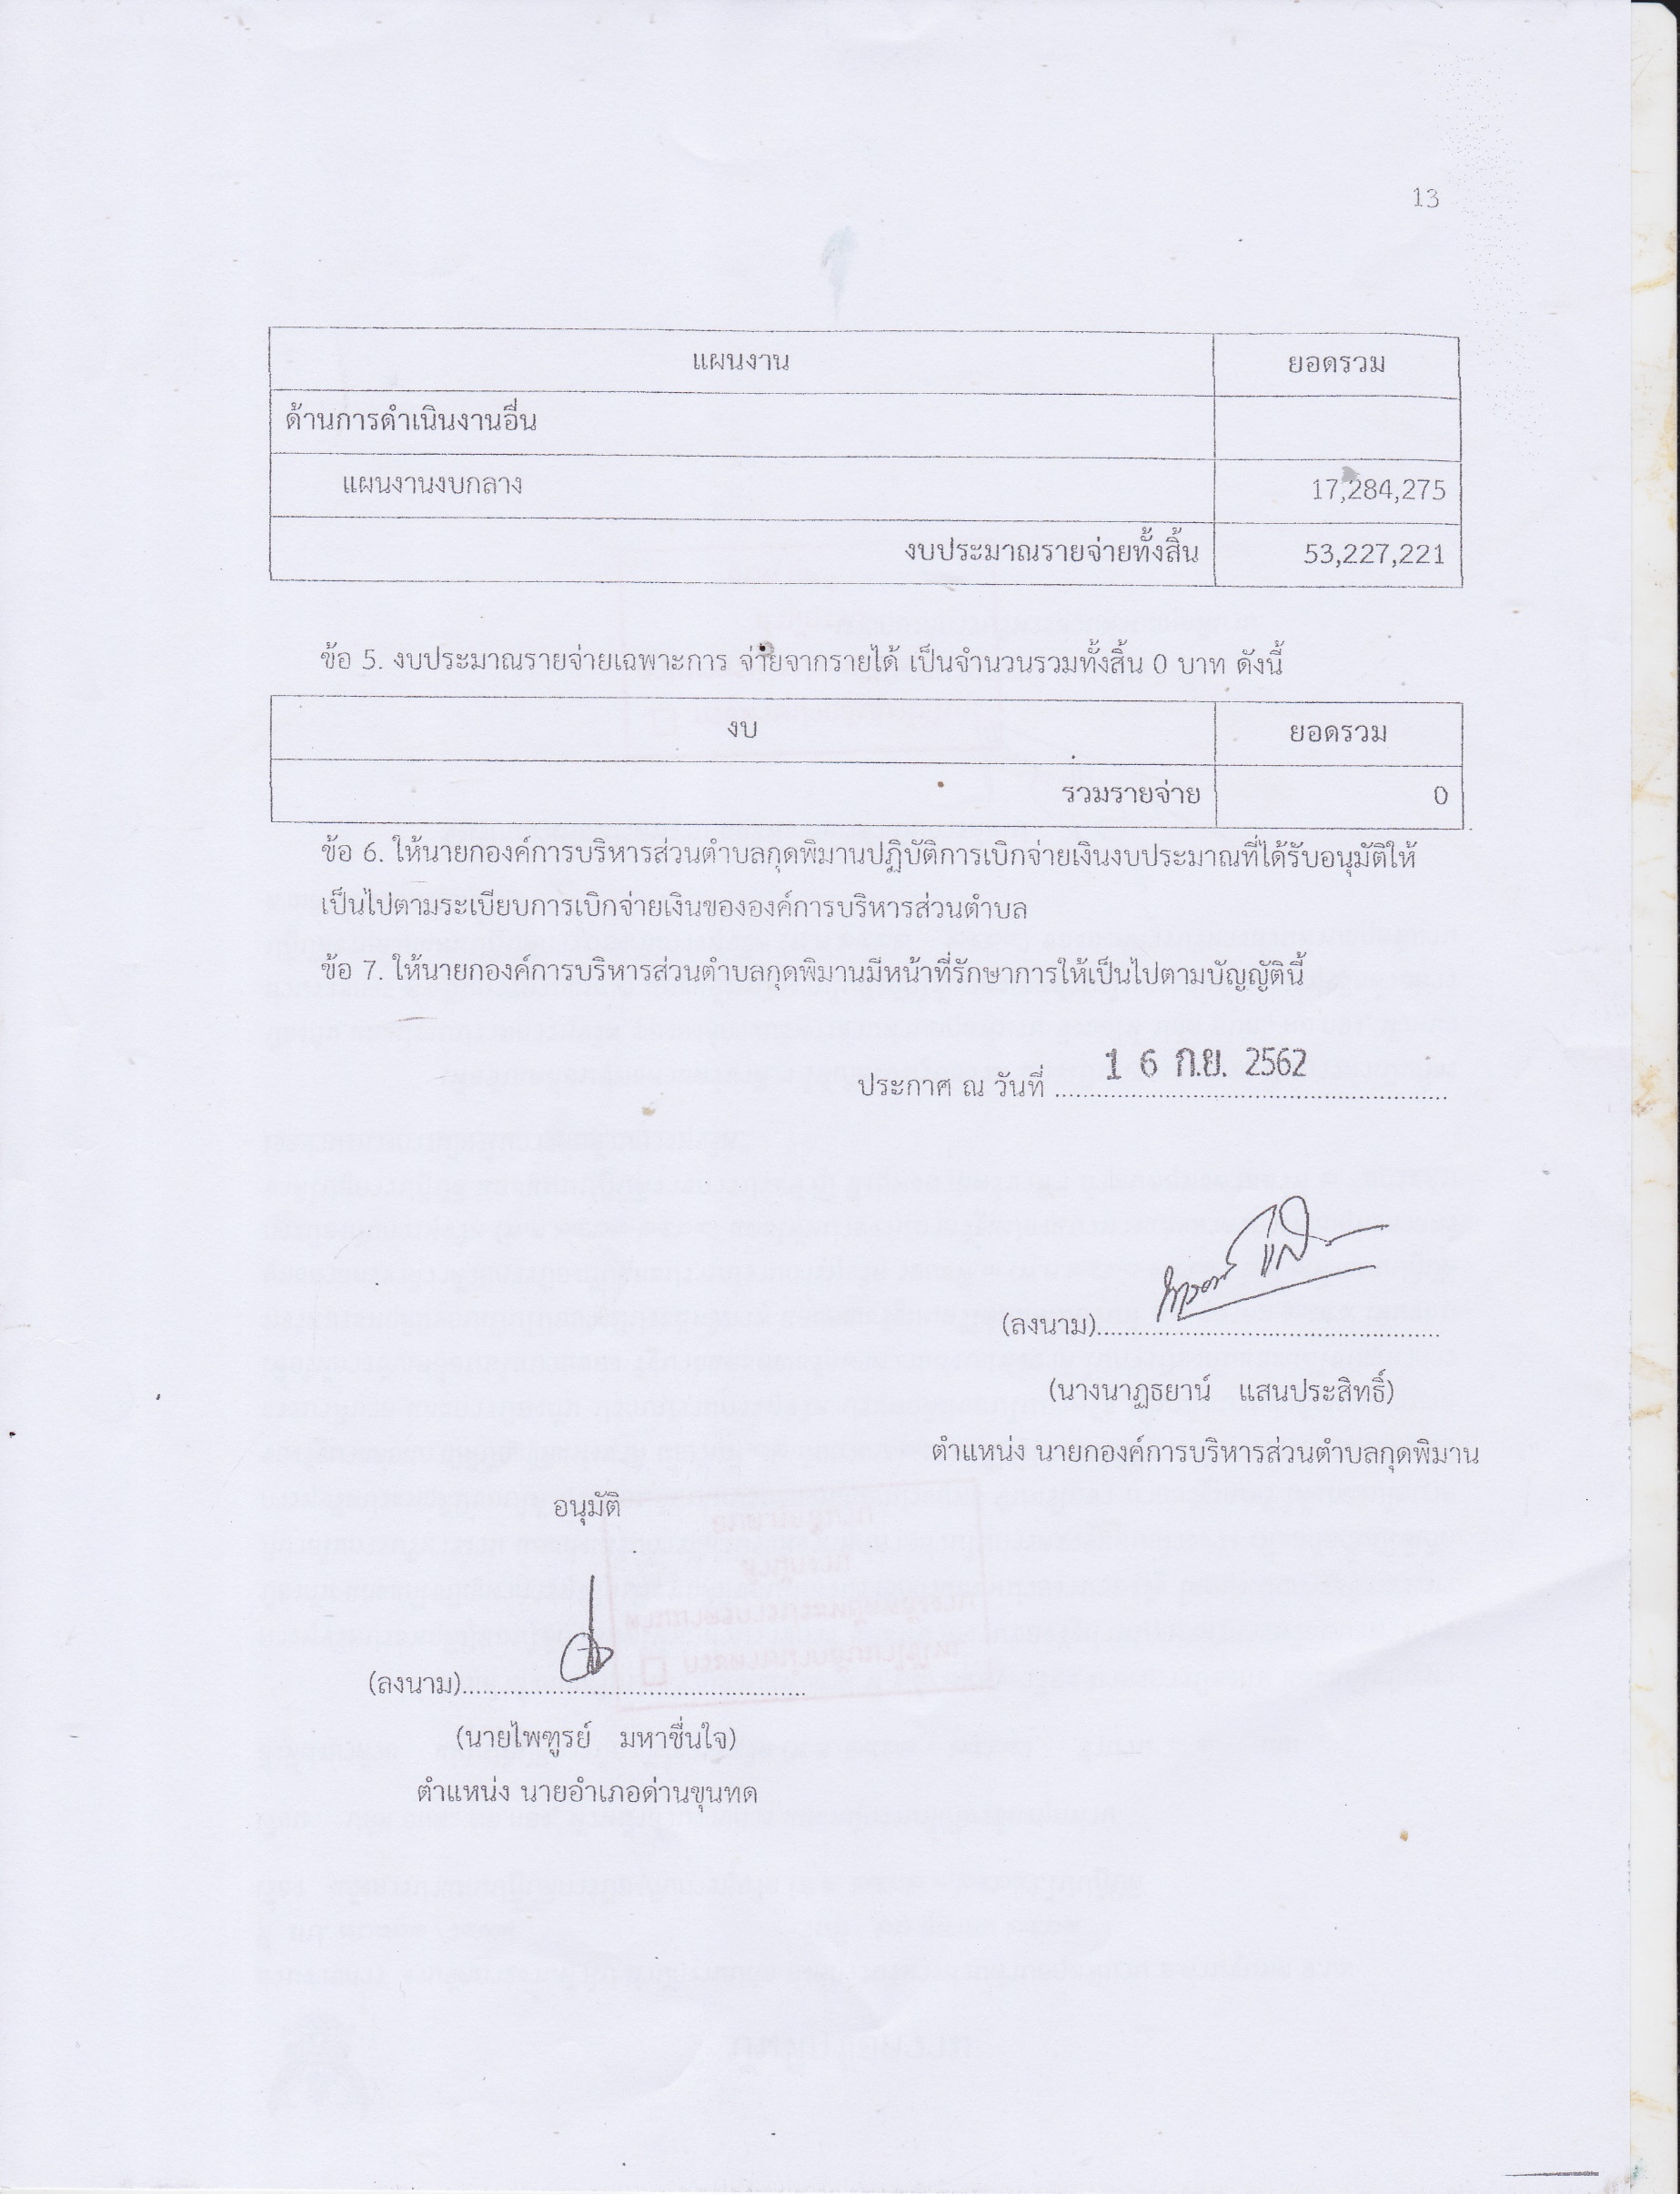 13
แผนงาน ยอดรวม
ด้านการดำเนินงานอื่น
แผนงานงบกลาง 17,284,275
งบประมาณรายจ่ายทั้งสิ้น 53,227,221
ข้อ 5. งบประมาณรายจ่ายเฉพาะการ จ่ายจากรายได้ เป็นจำนวนรวมทั้งสิ้น 0 บาท ดังนี้
งบ ยอดรวม
รวมรายจ่าย 0
ข้อ 6. ให้นายกองค์การบริหารส่วนตำบลกุดพิมานปฏิบัติการเบิกจ่ายเงินงบประมาณที่ได้รับอนุมัติให้
เป็นไปตามระเบียบการเบิกจ่ายเงินขององค์การบริหารส่วนตำบล
ข้อ 7. ให้นายกองค์การบริหารส่วนตำบลกุดพิมานมีหน้าที่รักษาการให้เป็นไปตามบัญญัตินี้
ประกาศ ณ วันที่ 1 6 ก.ย. 2562
(ลงนาม)
(นางนาฏธยาน์ แสนประสิทธิ์)
ตำแหน่ง นายกองค์การบริหารส่วนตำบลกุดพิมาน
อนุมัติ
(ลงนาม)
(นายไพฑูรย์ มหาชื่นใจ)
ตำแหน่ง นายอำเภอด่านขุนทด